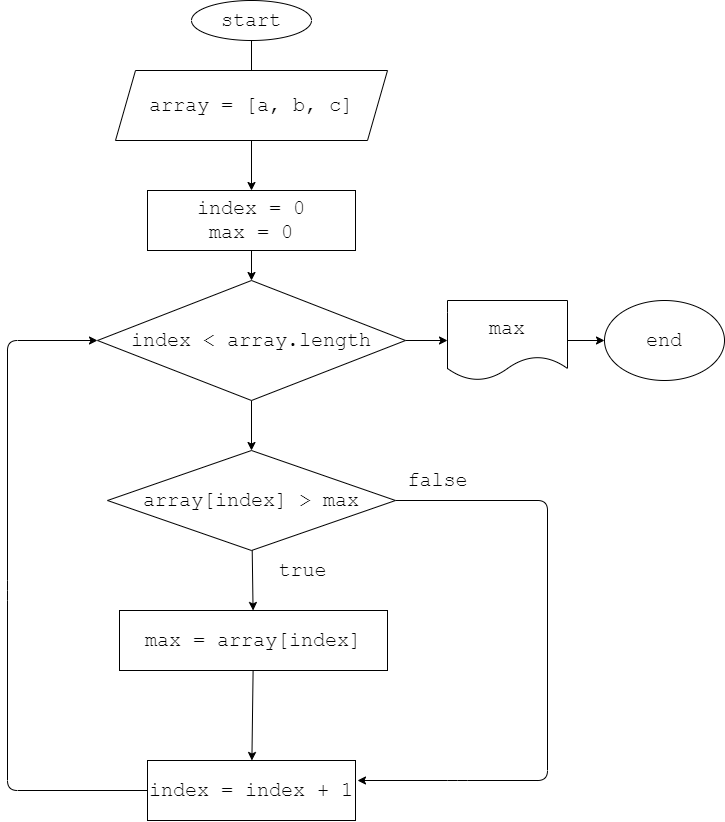 start
array = [a, b, c]
index = 0
max = 0
index < array.length
max
end
array[index] > max
false
true
max = array[index]
index = index + 1